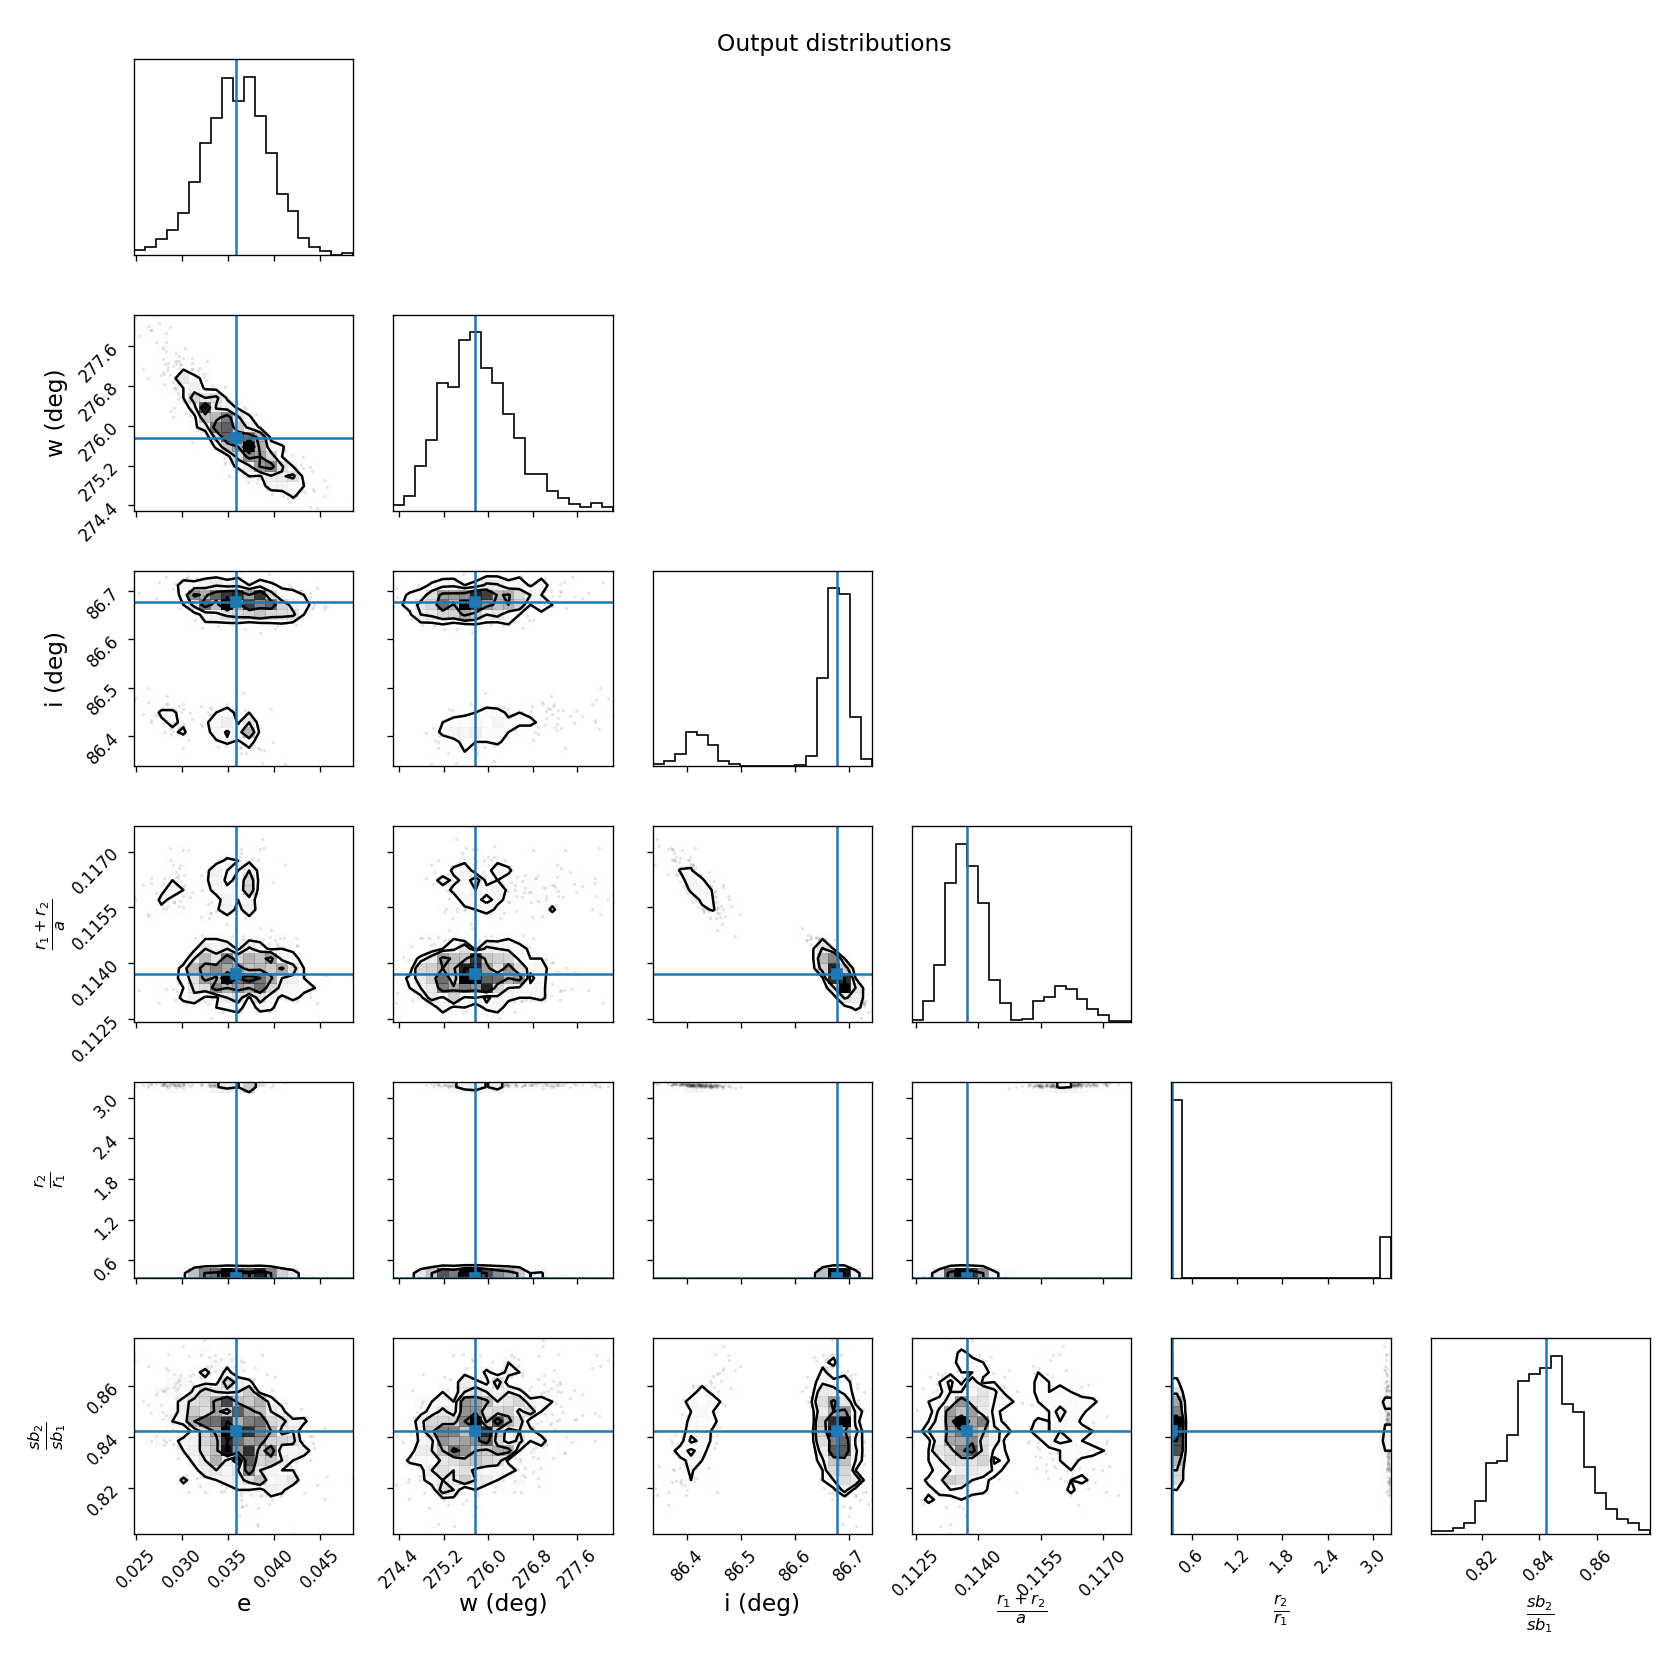 Output distributions
w (deg)
277.6
276.8
276.0
275.2
274.4
i (deg)
86.7
86.6
86.5
86.4
r1 + r2
a
0.1170
0.1155
0.1140
0.1125
r2
r1
3.0
2.4
1.8
1.2
0.6
sb2
sb1
0.86
0.84
0.82
0.025 0.030 0.035 0.040 0.045 274.4 275.2 276.0 276.8 277.6 86.4 86.5 86.6 86.7 0.1125 0.1140 0.1155 0.1170 0.6 1.2 1.8 2.4 3.0 0.82 0.84 0.86
e w (deg) i (deg)
r1 + r2
a
r2
r1
sb2
sb1